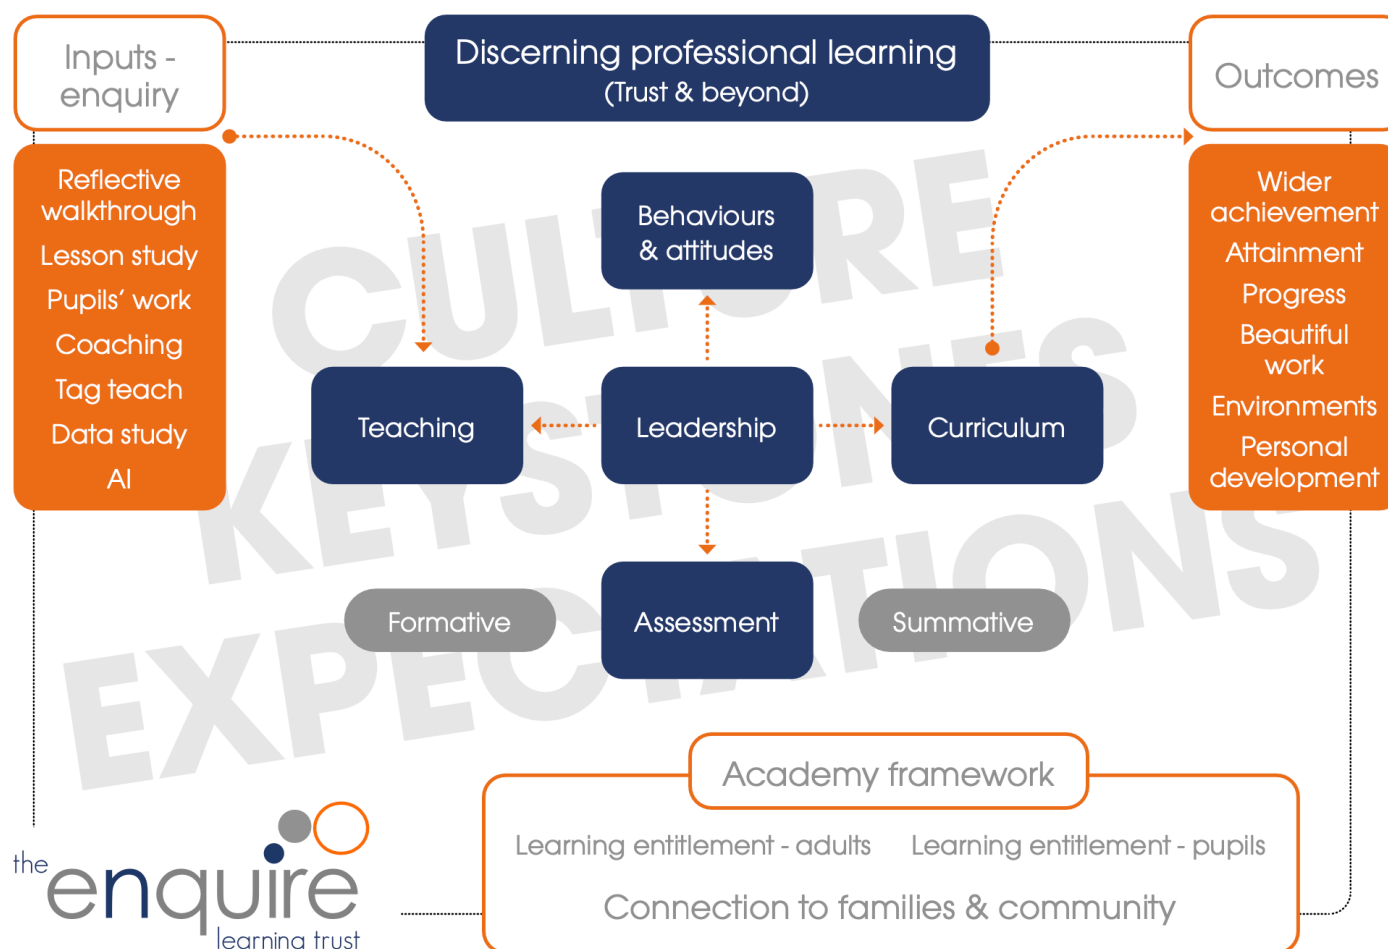 Inputs -
enquiry
Discerning professional learning
(Trust & beyond)
Outcomes
Reflective
walkthrough
Lesson study
Pupils’ work
Coaching
Tag teach
Data study
AI
CULTURE
KEYSTONES
EXPECTATIONS
Behaviours
& attitudes
Teaching
Leadership
Curriculum
Formative
Assessment
Summative
Wider
achievement
Attainment
Progress
Beautiful
work
Environments
Personal
development
Academy framework
Learning entitlement - adults
Learning entitlement - pupils
Connection to families & community
the
enquire
learning trust